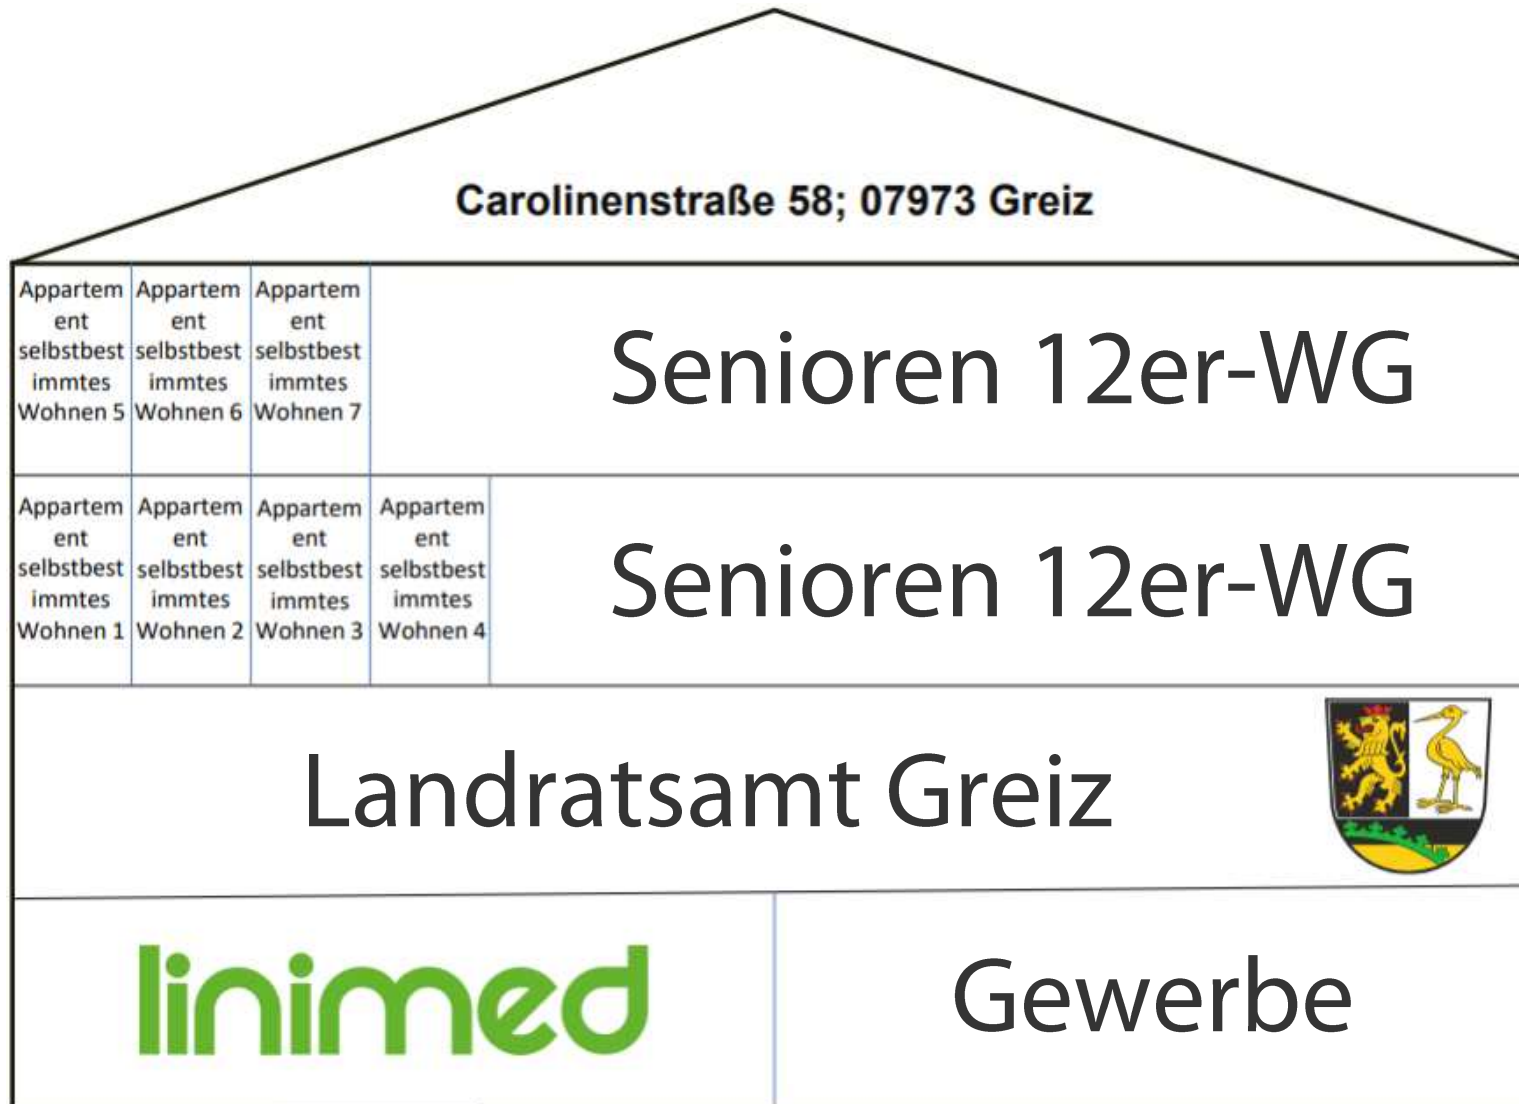 Carolinenstraße 58; 07973 Greiz
Appartem
ent
selbstbest
immtes
Wohnen 5
Appartem
ent
selbstbest
immtes
Wohnen 6
Appartem
ent
selbstbest
immtes
Wohnen 7
Senioren 12er-WG
Appartem
ent
selbstbest
immtes
Wohnen 1
Appartem
ent
selbstbest
immtes
Wohnen 2
Appartem
ent
selbstbest
immtes
Wohnen 3
Appartem
ent
selbstbest
immtes
Wohnen 4
Senioren 12er-WG
Landratsamt Greiz
linimed
Gewerbe